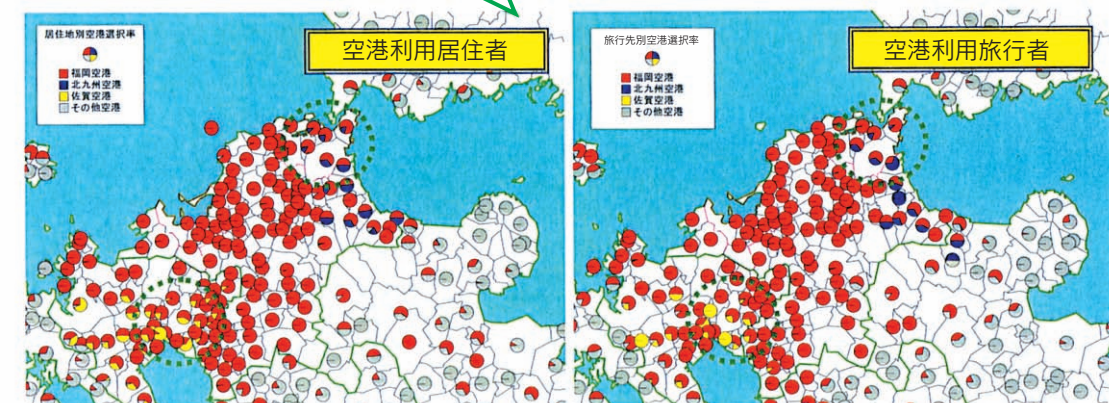 居住地別空港選択率
福岡空港
北九州空港
佐賀空港
その他空港
空港利用居住者
旅行先別空港選択率
福岡空港
北九州空港
佐賀空港
その他空港
空港利用旅行者